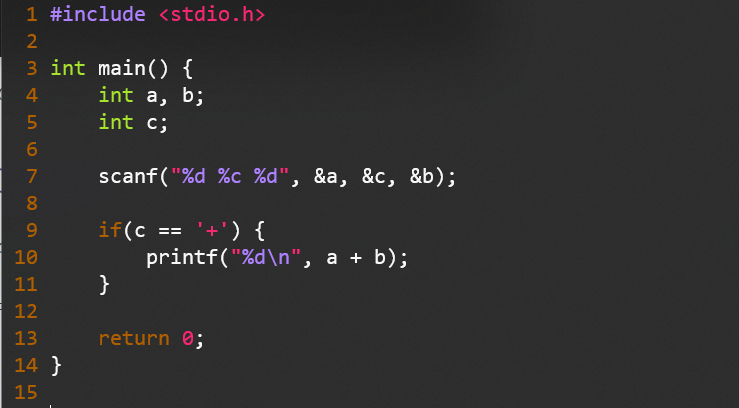 1 #include <stdio.h>
2
3 int main() {
4     int a, b;
5     int c;
6
7     scanf("%d %c %d", &a, &c, &b);
8
9     if(c == '+') {
10         printf("%d\n", a + b);
11     }
12
13     return 0;
14 }
15